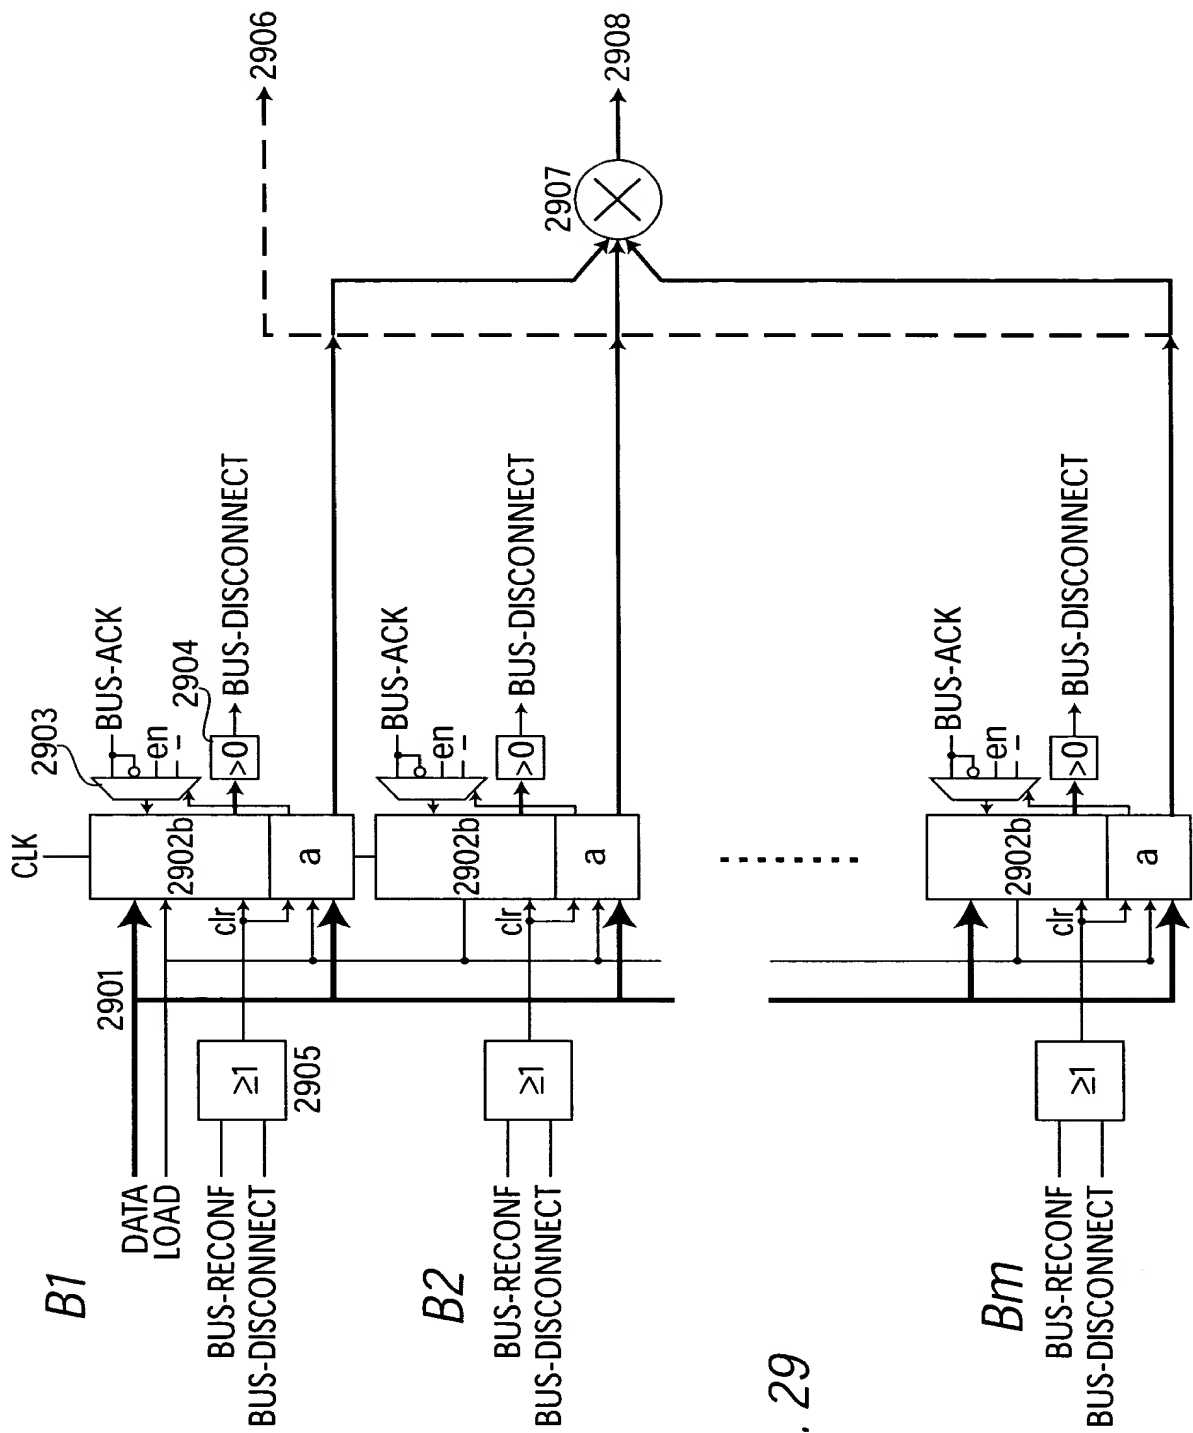 B1
DATA
LOAD
BUS-RECONF
BUS-DISCONNECT
≥1
2905
2901
clr
CLK
2902b
a
2903
BUS-ACK
en
–
2904
>0
BUS-DISCONNECT
B2
BUS-RECONF
BUS-DISCONNECT
≥1
clr
2902b
a
BUS-ACK
en
–
>0
BUS-DISCONNECT
Bm
BUS-RECONF
BUS-DISCONNECT
≥1
clr
2902b
a
BUS-ACK
en
–
>0
BUS-DISCONNECT
2906
2907
2908
. 29